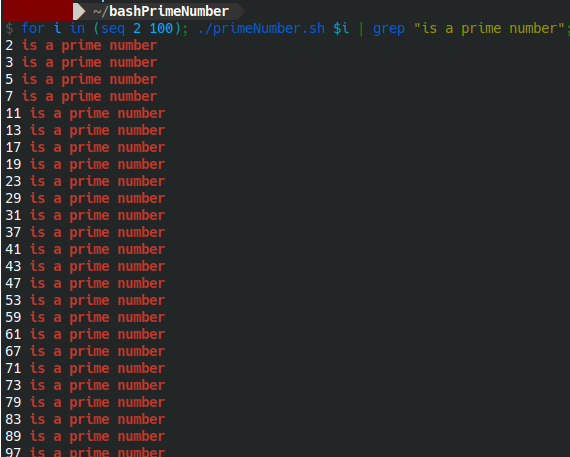 ~/bashPrimeNumber
$ for i in (seq 2 100); ./primeNumber.sh $i | grep "is a prime number";
2 is a prime number
3 is a prime number
5 is a prime number
7 is a prime number
11 is a prime number
13 is a prime number
17 is a prime number
19 is a prime number
23 is a prime number
29 is a prime number
31 is a prime number
37 is a prime number
41 is a prime number
43 is a prime number
47 is a prime number
53 is a prime number
59 is a prime number
61 is a prime number
67 is a prime number
71 is a prime number
73 is a prime number
79 is a prime number
83 is a prime number
89 is a prime number
97 is a prime number